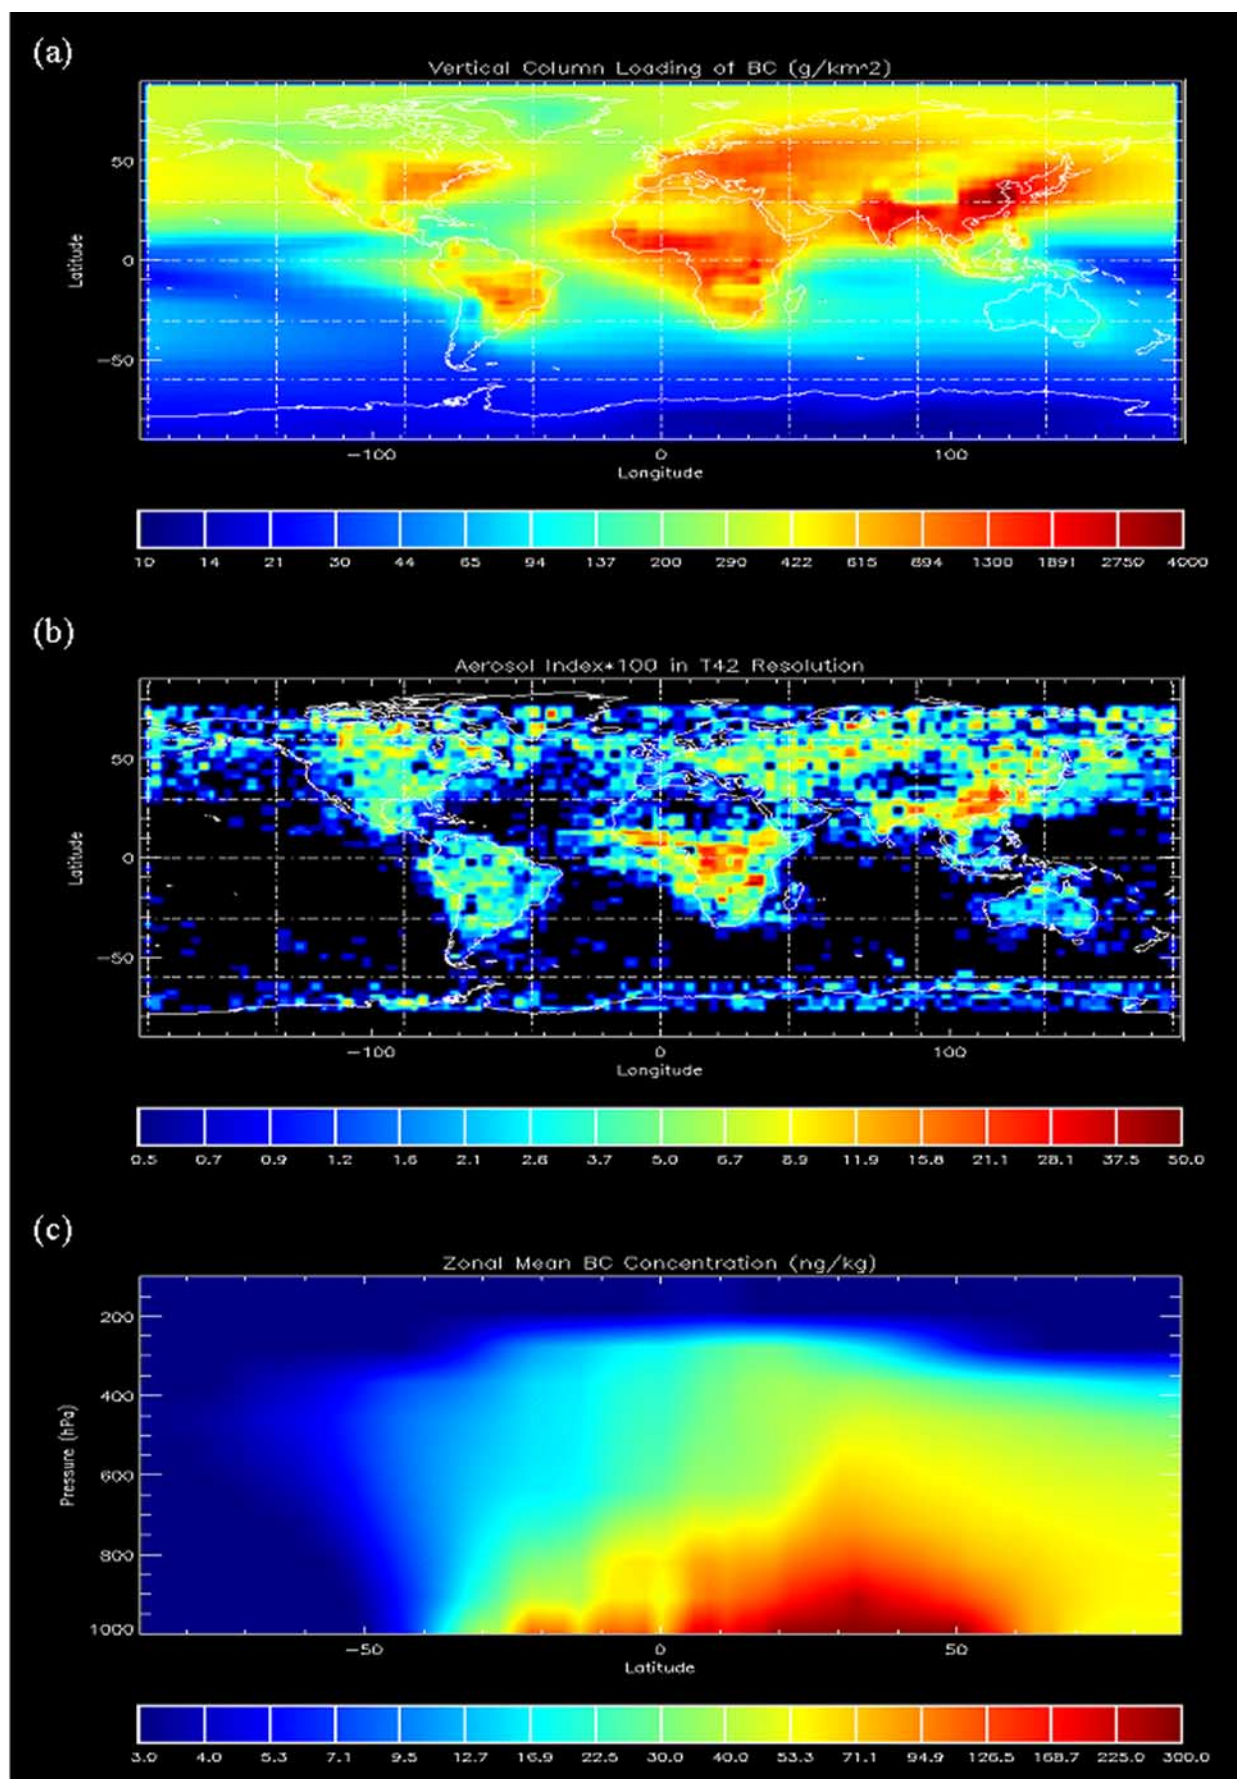 (a)
Vertical Column Loading of BC (g/km^2)
50
0
−50
Latitude
−100 0 100
Longitude
10 14 21 30 44 65 94 137 200 290 422 615 894 1300 1891 2750 4000
(b)
Aerosol Index*100 in T42 Resolution
50
0
−50
Latitude
−100 0 100
Longitude
0.5 0.7 0.9 1.2 1.6 2.1 2.8 3.7 5.0 6.7 8.9 11.9 15.8 21.1 28.1 37.5 50.0
(c)
Zonal Mean BC Concentration (ng/kg)
200
400
600
800
1000
Pressure (hPa)
−50 0 50
Latitude
3.0 4.0 5.3 7.1 9.5 12.7 16.9 22.5 30.0 40.0 53.3 71.1 94.9 126.5 168.7 225.0 300.0